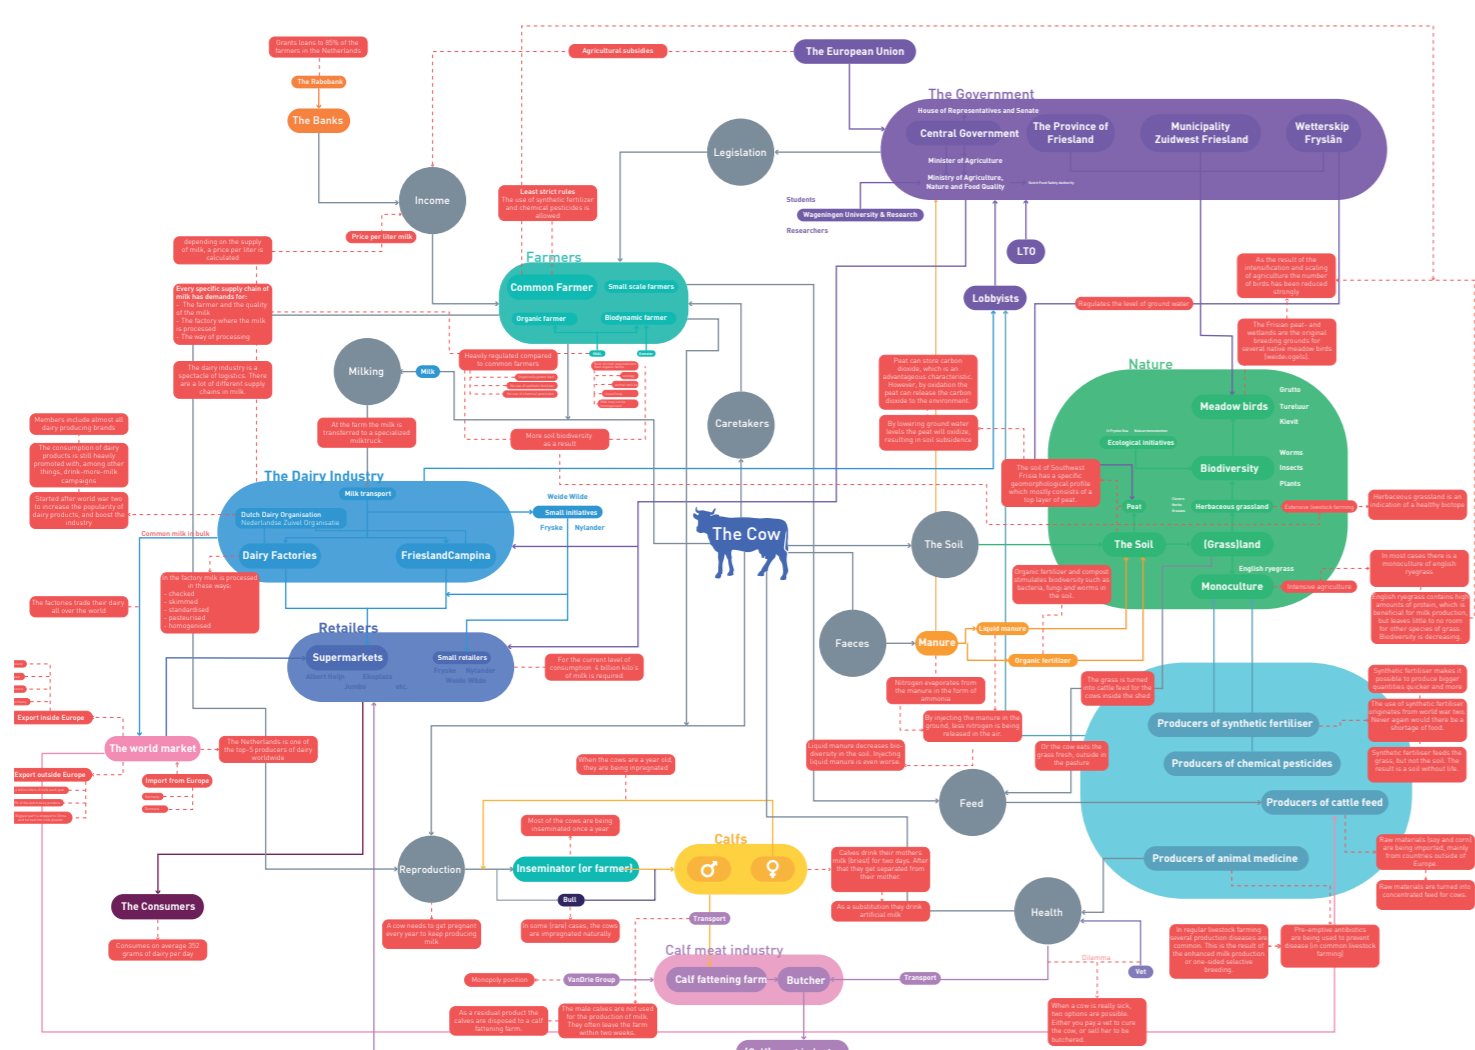 Grants loans to 85% of the
farmers in the Netherlands
The Rabobank
The Banks
Agricultural subsidies
The European Union
The Government
House of Representatives and Senate
Central Government
The Province of
Friesland
Municipality
Zuidwest Friesland
Wetterskip
Fryslân
Minister of Agriculture
Ministry of Agriculture,
Nature and Food Quality
Students
Wageningen University & Research
Researchers
LTO
Lobbyists
Legislation
Income
Price per liter milk
Least strict rules
The use of synthetic fertilizer
and chemical pesticides is
allowed
depending on the supply
of milk, a price per liter is
calculated
Every specific supply chain of
milk has demands for:
- The farmer and the quality
of the milk
- The factory where the milk
is processed
- The way of processing
The dairy industry is a
spectacle of logistics. There
are a lot of different supply
chains in milk.
Farmers
Common Farmer
Small scale farmers
Organic farmer
Biodynamic farmer
Heavily regulated compared
to common farmers
More soil biodiversity
as a result
Milking
Milk
At the farm the milk is
transferred to a specialized
milktruck.
Caretakers
Members include almost all
dairy producing brands
The consumption of dairy
products is still heavily
promoted with, among other
things, drink-more-milk
campaigns
Started after world war two
to increase the popularity of
dairy products, and boost the
industry
The Dairy Industry
Milk transport
Dutch Dairy Organisation
Nederlandse Zuivel Organisatie
Dairy Factories
FrieslandCampina
Common milk in bulk
Weide Wilde
Small initiatives
Fryske
Nylander
In the factory milk is processed
in these ways:
- checked
- skimmed
- standardised
- pasteurised
- homogenised
The factories trade their dairy
all over the world
Retailers
Supermarkets
Albert Heijn
Ekoplaza
Jumbo
etc.
Small retailers
Fryske
Nylander
Weide Wilde
For the current level of
consumption 4 billion kilo's
of milk is required
The Cow
Regulates the level of ground water
As the result of the
intensification and scaling
of agriculture the number
of birds has been reduced
strongly.
The Frisian peat- and
wetlands are the original
breeding grounds for
several native meadow birds
(weidevogels).
Peat can store carbon
dioxide, which is an
advantageous characteristic.
However, by oxidation the
peat can release the carbon
dioxide to the environment.
By lowering ground water
levels the peat will oxidize,
resulting in soil subsidence
Nature
Meadow birds
Grutto
Tureluur
Kievit
Ecological initiatives
Biodiversity
Worms
Insects
Plants
The soil of Southwest
Frisia has a specific
geomorphological profile
which mostly consists of a
top layer of peat.
Peat
Herbaceous grassland
Extensive livestock farming
Herbaceous grassland is an
indication of a healthy biotope
The Soil
The Soil
(Grass)land
English ryegrass
Monoculture
Intensive agriculture
In most cases there is a
monoculture of english
ryegrass
English ryegrass contains high
amounts of protein, which is
beneficial for milk production,
but leaves little to no room
for other species of grass.
Biodiversity is decreasing.
Organic fertilizer and compost
stimulates biodiversity such as
bacteria, fungi and worms in
the soil.
Faeces
Manure
Liquid manure
Organic fertilizer
Nitrogen evaporates from
the manure in the form of
ammonia
By injecting the manure in the
ground, less nitrogen is being
released in the air.
Liquid manure decreases bio-
diversity in the soil. Injecting
liquid manure is even worse.
The grass is turned
into cattle feed for the
cows inside the shed
Or the cow eats the
grass fresh, outside in
the pasture
Synthetic fertilizer makes it
possible to produce bigger
quantities quicker and more
The use of synthetic fertiliser
originates from world war two.
Never again would there be a
shortage of food.
Synthetic fertilizer feeds the
grass, but not the soil. The
result is a soil without life.
Producers of synthetic fertiliser
Producers of chemical pesticides
Producers of cattle feed
Producers of animal medicine
Feed
Raw materials (soy and corn)
are being imported, mainly
from countries outside of
Europe.
Raw materials are turned into
concentrated feed for cows.
Export inside Europe
The world market
The Netherlands is one of
the top-5 producers of dairy
worldwide
Export outside Europe
Import from Europe
When the cows are a year old,
they are being inpregnated
Most of the cows are being
inseminated once a year
Reproduction
Inseminator (or farmer)
Bull
A cow needs to get pregnant
every year to keep producing
milk
In some (rare) cases, the cows
are impregnated naturally
Calfs
Calves drink their mothers
milk (briest) for two days. After
that they get separated from
their mother.
As a substitution they drink
artificial milk
Transport
The Consumers
Consumes on average 352
grams of dairy per day
Calf meat industry
Monopoly position
VanDrie Group
Calf fattening farm
Butcher
Transport
As a residual product the
calves are disposed to a calf
fattening farm.
The male calves are not used
for the production of milk.
They often leave the farm
within two weeks.
Health
Dilemma
Vet
When a cow is really sick,
two options are possible.
Either you pay a vet to cure
the cow, or sell her to be
butchered.
In regular livestock farming
several production diseases are
common. This is the result of
the enhanced milk production
or one-sided selective
breeding.
Pre-emptive antibiotics
are being used to prevent
disease (in common livestock
farming)